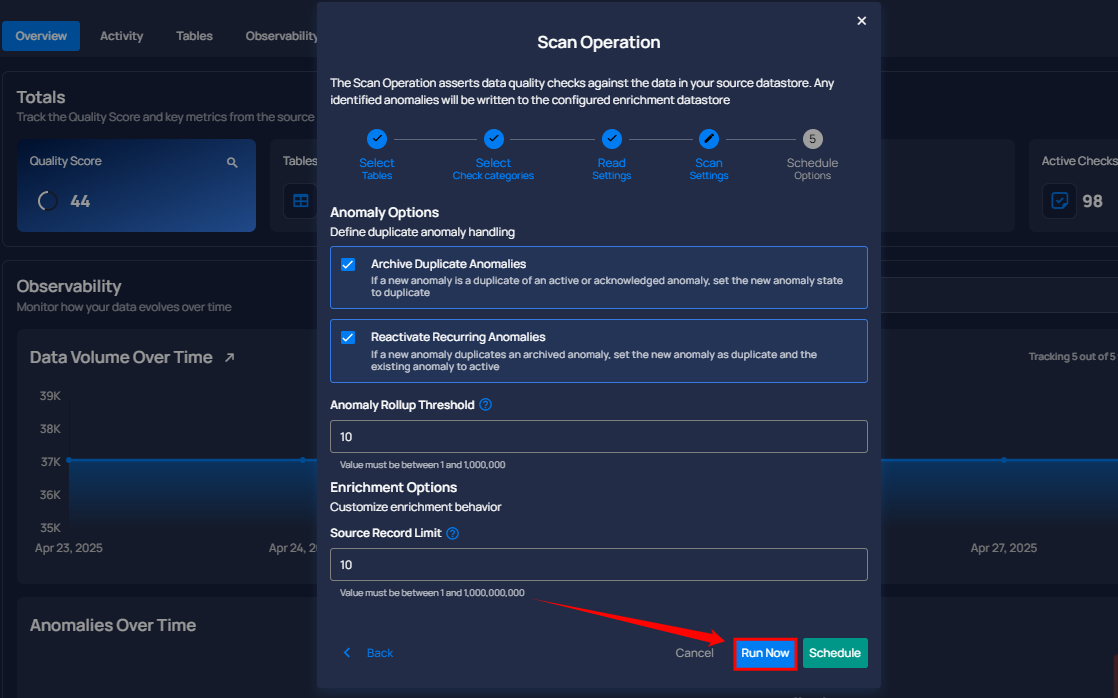 Overview
Activity
Tables
Observability
Scan Operation
The Scan Operation asserts data quality checks against the data in your source datastore. Any
identified anomalies will be written to the configured enrichment datastore
Totals
Track the Quality Score and key metrics from the source
Quality Score
44
Tables
Active Checks
98
Select
Tables
Select
Check categories
Read
Settings
Scan
Settings
5
Schedule
Options
Anomaly Options
Define duplicate anomaly handling
Archive Duplicate Anomalies
If a new anomaly is a duplicate of an active or acknowledged anomaly, set the new anomaly state
to duplicate
Reactivate Recurring Anomalies
If a new anomaly duplicates an archived anomaly, set the new anomaly as duplicate and the
existing anomaly to active
Anomaly Rollup Threshold
10
Value must be between 1 and 1,000,000
Enrichment Options
Customize enrichment behavior
Source Record Limit
10
Value must be between 1 and 1,000,000,000
Back
Cancel
Run Now
Schedule
Observability
Monitor how your data evolves over time
Data Volume Over Time
Tracking 5 out of 5
39K
38K
37K
36K
35K
Apr 23, 2025
Apr 24, 2
Apr 27, 2025
Anomalies Over Time